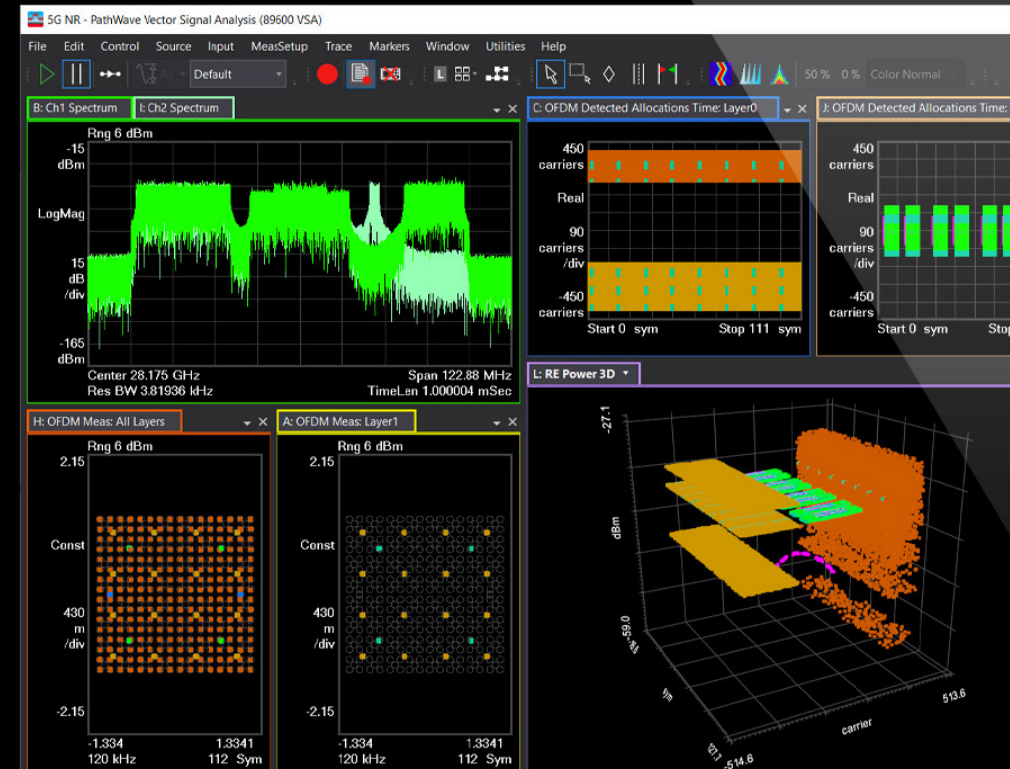 5G NR - PathWave Vector Signal Analysis (89600 VSA)
File Edit Control Source Input MeasSetup Trace Markers Window Utilities Help
Default L 50 % 0 % Color Normal
B: Ch1 Spectrum I: Ch2 Spectrum
Rng 6 dBm
-15
dBm
LogMag
15
dB
/div
-165
dBm
Center 28.175 GHz Span 122.88 MHz
Res BW 3.81936 kHz TimeLen 1.000004 mSec
C: OFDM Detected Allocations Time: Layer0
450
carriers
Real
90
carriers
/div
-450
carriers
Start 0 sym Stop 111 sym
J: OFDM Detected Allocations Time:
450
carriers
Real
90
carriers
/div
-450
carriers
Start 0 sym Stop
H: OFDM Meas: All Layers
Rng 6 dBm
2.15
Const
430
m
/div
-2.15
-1.334 1.3341
120 kHz 112 Sym
A: OFDM Meas: Layer1
Rng 6 dBm
2.15
Const
430
m
/div
-2.15
-1.334 1.3341
120 kHz 112 Sym
L: RE Power 3D
-27.1
dBm
-59.0
sym
carrier
513.6
-514.6